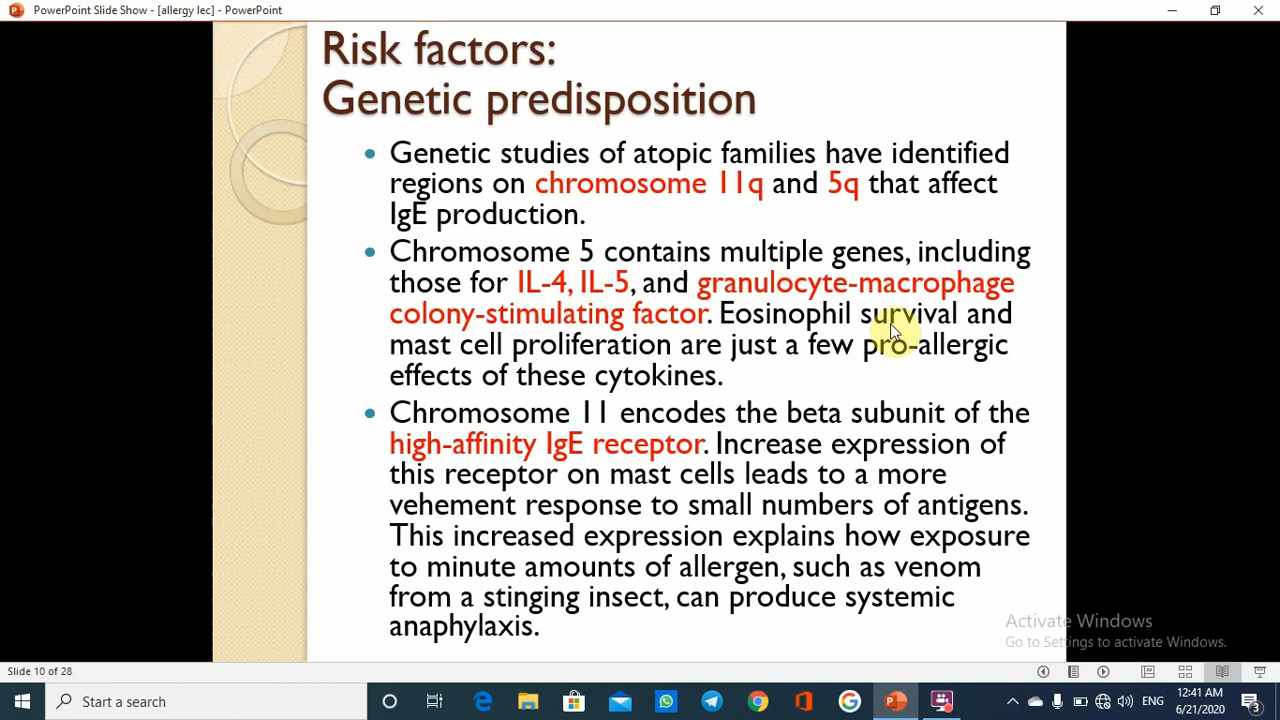 PowerPoint Slide Show - [allergy lec] - PowerPoint
Risk factors:
Genetic predisposition
• Genetic studies of atopic families have identified
regions on chromosome 11q and 5q that affect
IgE production.
• Chromosome 5 contains multiple genes, including
those for IL-4, IL-5, and granulocyte-macrophage
colony-stimulating factor. Eosinophil survival and
mast cell proliferation are just a few pro-allergic
effects of these cytokines.
• Chromosome 11 encodes the beta subunit of the
high-affinity IgE receptor. Increase expression of
this receptor on mast cells leads to a more
vehement response to small numbers of antigens.
This increased expression explains how exposure
to minute amounts of allergen, such as venom
from a stinging insect, can produce systemic
anaphylaxis.
Activate Windows
Go to Settings to activate Windows.
Slide 10 of 28
Start a search
ENG
12:41 AM
6/21/2020
3